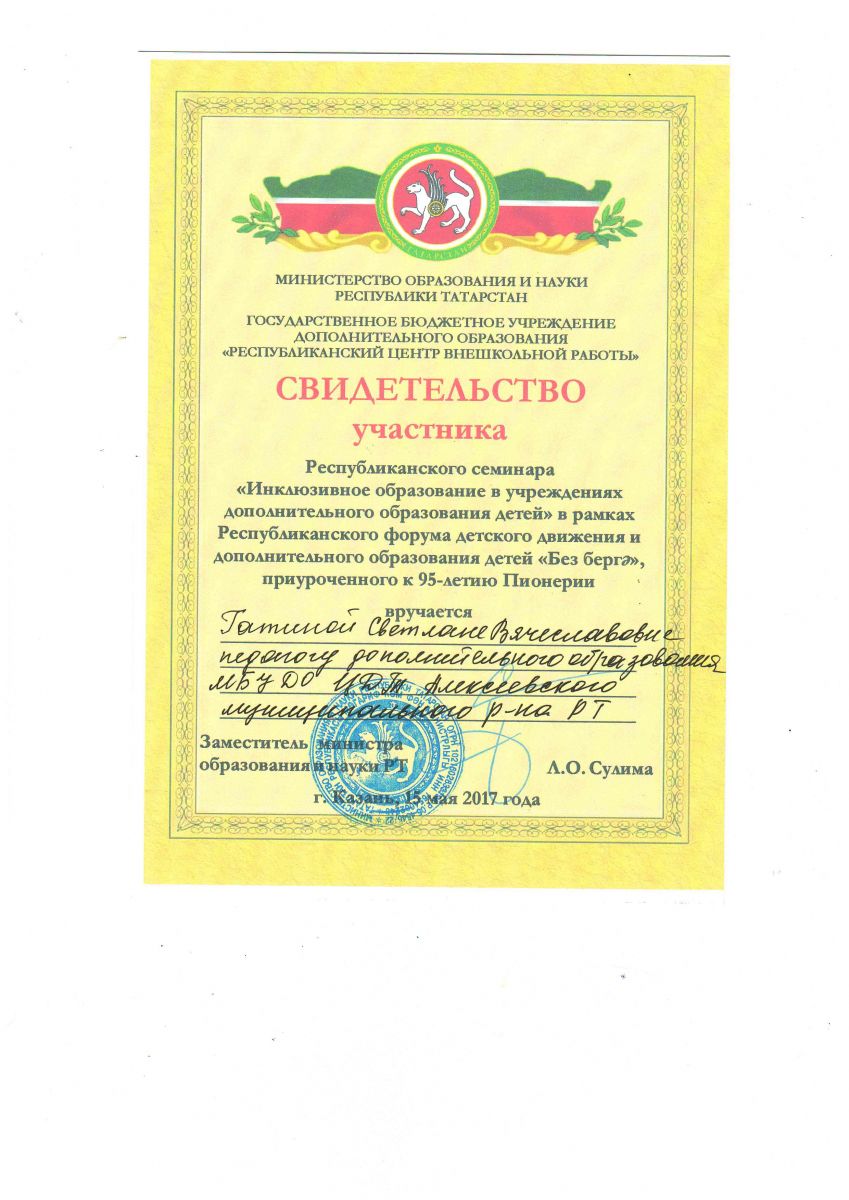 ТАТАРСТАН
МИНИСТЕРСТВО ОБРАЗОВАНИЯ И НАУКИ
РЕСПУБЛИКИ ТАТАРСТАН
ГОСУДАРСТВЕННОЕ БЮДЖЕТНОЕ УЧРЕЖДЕНИЕ
ДОПОЛНИТЕЛЬНОГО ОБРАЗОВАНИЯ
«РЕСПУБЛИКАНСКИЙ ЦЕНТР ВНЕШКОЛЬНОЙ РАБОТЫ»
СВИДЕТЕЛЬСТВО
участника
Республиканского семинара
«Инклюзивное образование в учреждениях
дополнительного образования детей» в рамках
Республиканского форума детского движения и
дополнительного образования детей «Без бергә»,
приуроченного к 95-летию Пионерии
вручается
Гатиной Светлане Вячеславовне
педагогу дополнительного образования
МБУ ДО ЦДТ Алексеевского
муниципального р-на РТ
Заместитель министра
образования и науки РТ
Л.О. Сулима
г. Казань, 15 мая 2017 года